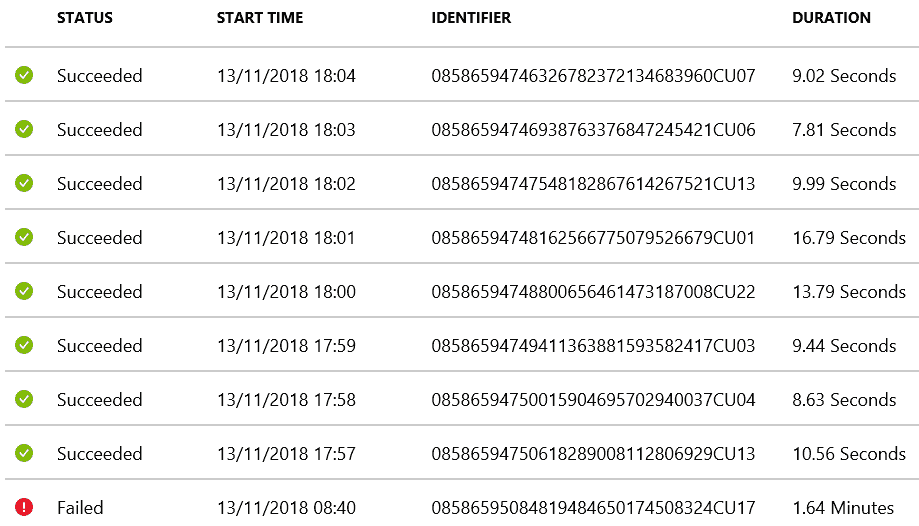 STATUS START TIME IDENTIFIER DURATION
Succeeded 13/11/2018 18:04 08586594746326782372134683960CU07 9.02 Seconds
Succeeded 13/11/2018 18:03 08586594746938763376847245421CU06 7.81 Seconds
Succeeded 13/11/2018 18:02 08586594747548182867614267521CU13 9.99 Seconds
Succeeded 13/11/2018 18:01 08586594748162566775079526679CU01 16.79 Seconds
Succeeded 13/11/2018 18:00 08586594748800656461473187008CU22 13.79 Seconds
Succeeded 13/11/2018 17:59 08586594749411363881593582417CU03 9.44 Seconds
Succeeded 13/11/2018 17:58 08586594750015904695702940037CU04 8.63 Seconds
Succeeded 13/11/2018 17:57 08586594750618289008112806929CU13 10.56 Seconds
Failed 13/11/2018 08:40 08586595084819484650174508324CU17 1.64 Minutes